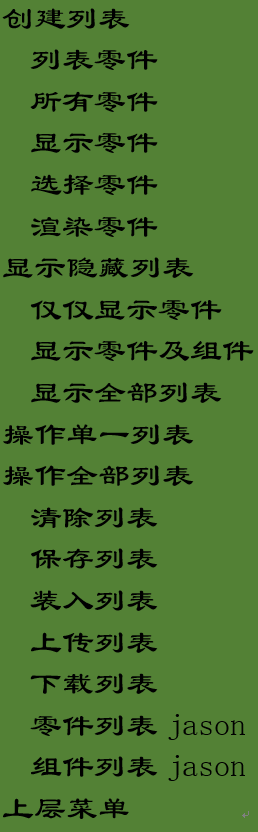 创建列表
列表零件
所有零件
显示零件
选择零件
渲染零件
显示隐藏列表
仅仅显示零件
显示零件及组件
显示全部列表
操作单一列表
操作全部列表
清除列表
保存列表
装入列表
上传列表
下载列表
零件列表 jason
组件列表 jason
上层菜单